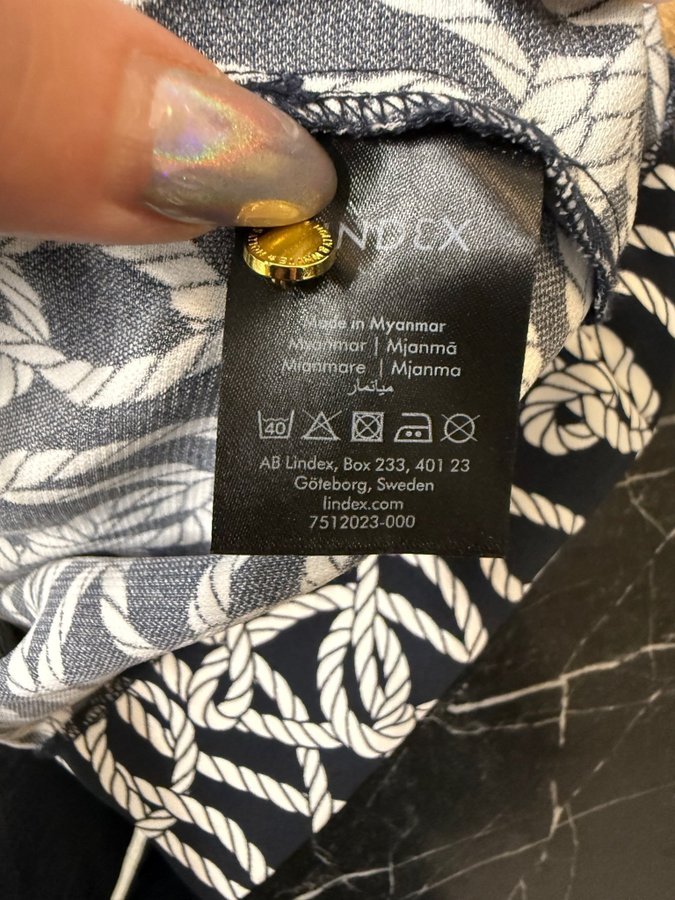 NDEX
Made in Myanmar
Myanmar | Mjanmā
Mianmare | Mjanma
ميانمار
40
AB Lindex, Box 233, 401 23
Göteborg, Sweden
lindex.com
7512023-000